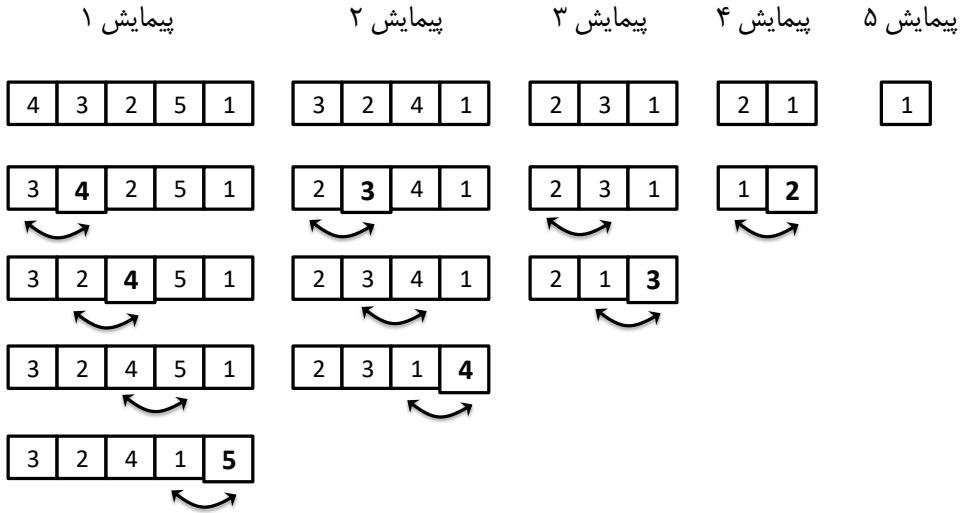 پیمایش ۱ پیمایش ۲ پیمایش ۳ پیمایش ۴ پیمایش ۵
4 3 2 5 1 3 2 4 1 2 3 1 2 1 1
3 4 2 5 1 2 3 4 1 2 3 1 1 2
3 2 4 5 1 2 3 4 1 2 1 3
3 2 4 5 1 2 3 1 4
3 2 4 1 5